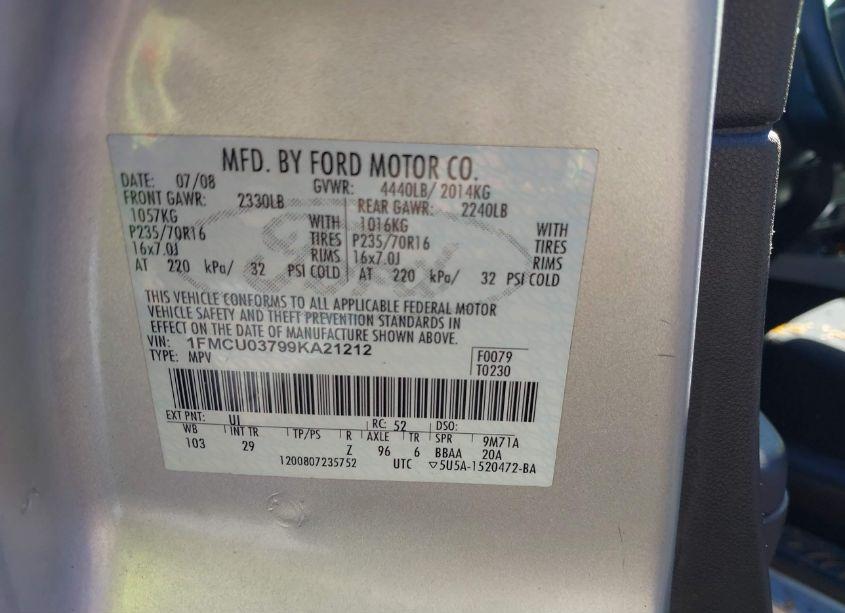 MFD. BY FORD MOTOR CO.
DATE: 07/08 GVWR: 4440LB/ 2014KG
FRONT GAWR: 2330LB REAR GAWR: 2240LB
1057KG WITH 1016KG WITH
P235/70R16 TIRES P235/70R16 TIRES
16x7.0J RIMS 16x7.0J RIMS
AT 220 kPa/ 32 PSI COLD AT 220 kPa/ 32 PSI COLD
THIS VEHICLE CONFORMS TO ALL APPLICABLE FEDERAL MOTOR
VEHICLE SAFETY AND THEFT PREVENTION STANDARDS IN
EFFECT ON THE DATE OF MANUFACTURE SHOWN ABOVE.
VIN: 1FMCU03799KA21212
TYPE: MPV
F0079
T0230
EXT PNT: UJ RC: 52 DSO:
WB INT TR TP/PS R AXLE TR SPR 9M71A
103 29 Z 96 6 BBAA 20A
1200807235752 UTC ▽5U5A-1520472-BA
Ford